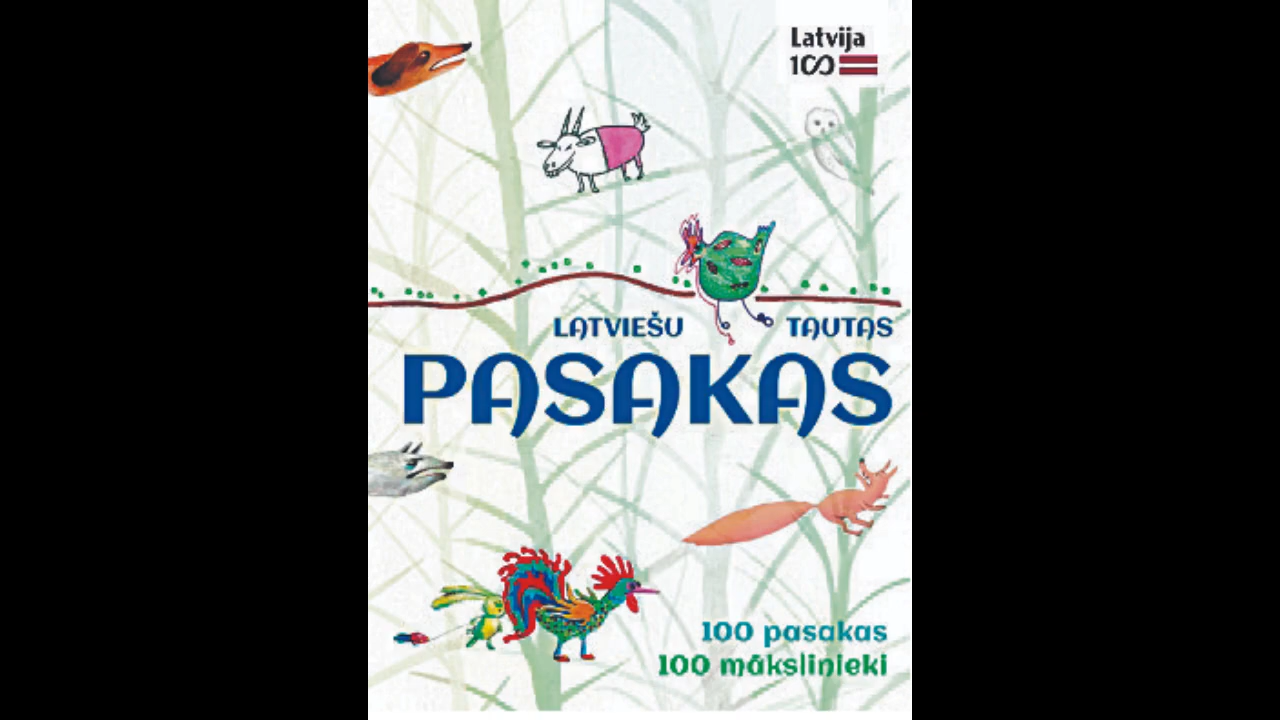 Latvija
100
LATVIEŠU TAUTAS
PASAKAS
100 pasakas
100 mākslinieki